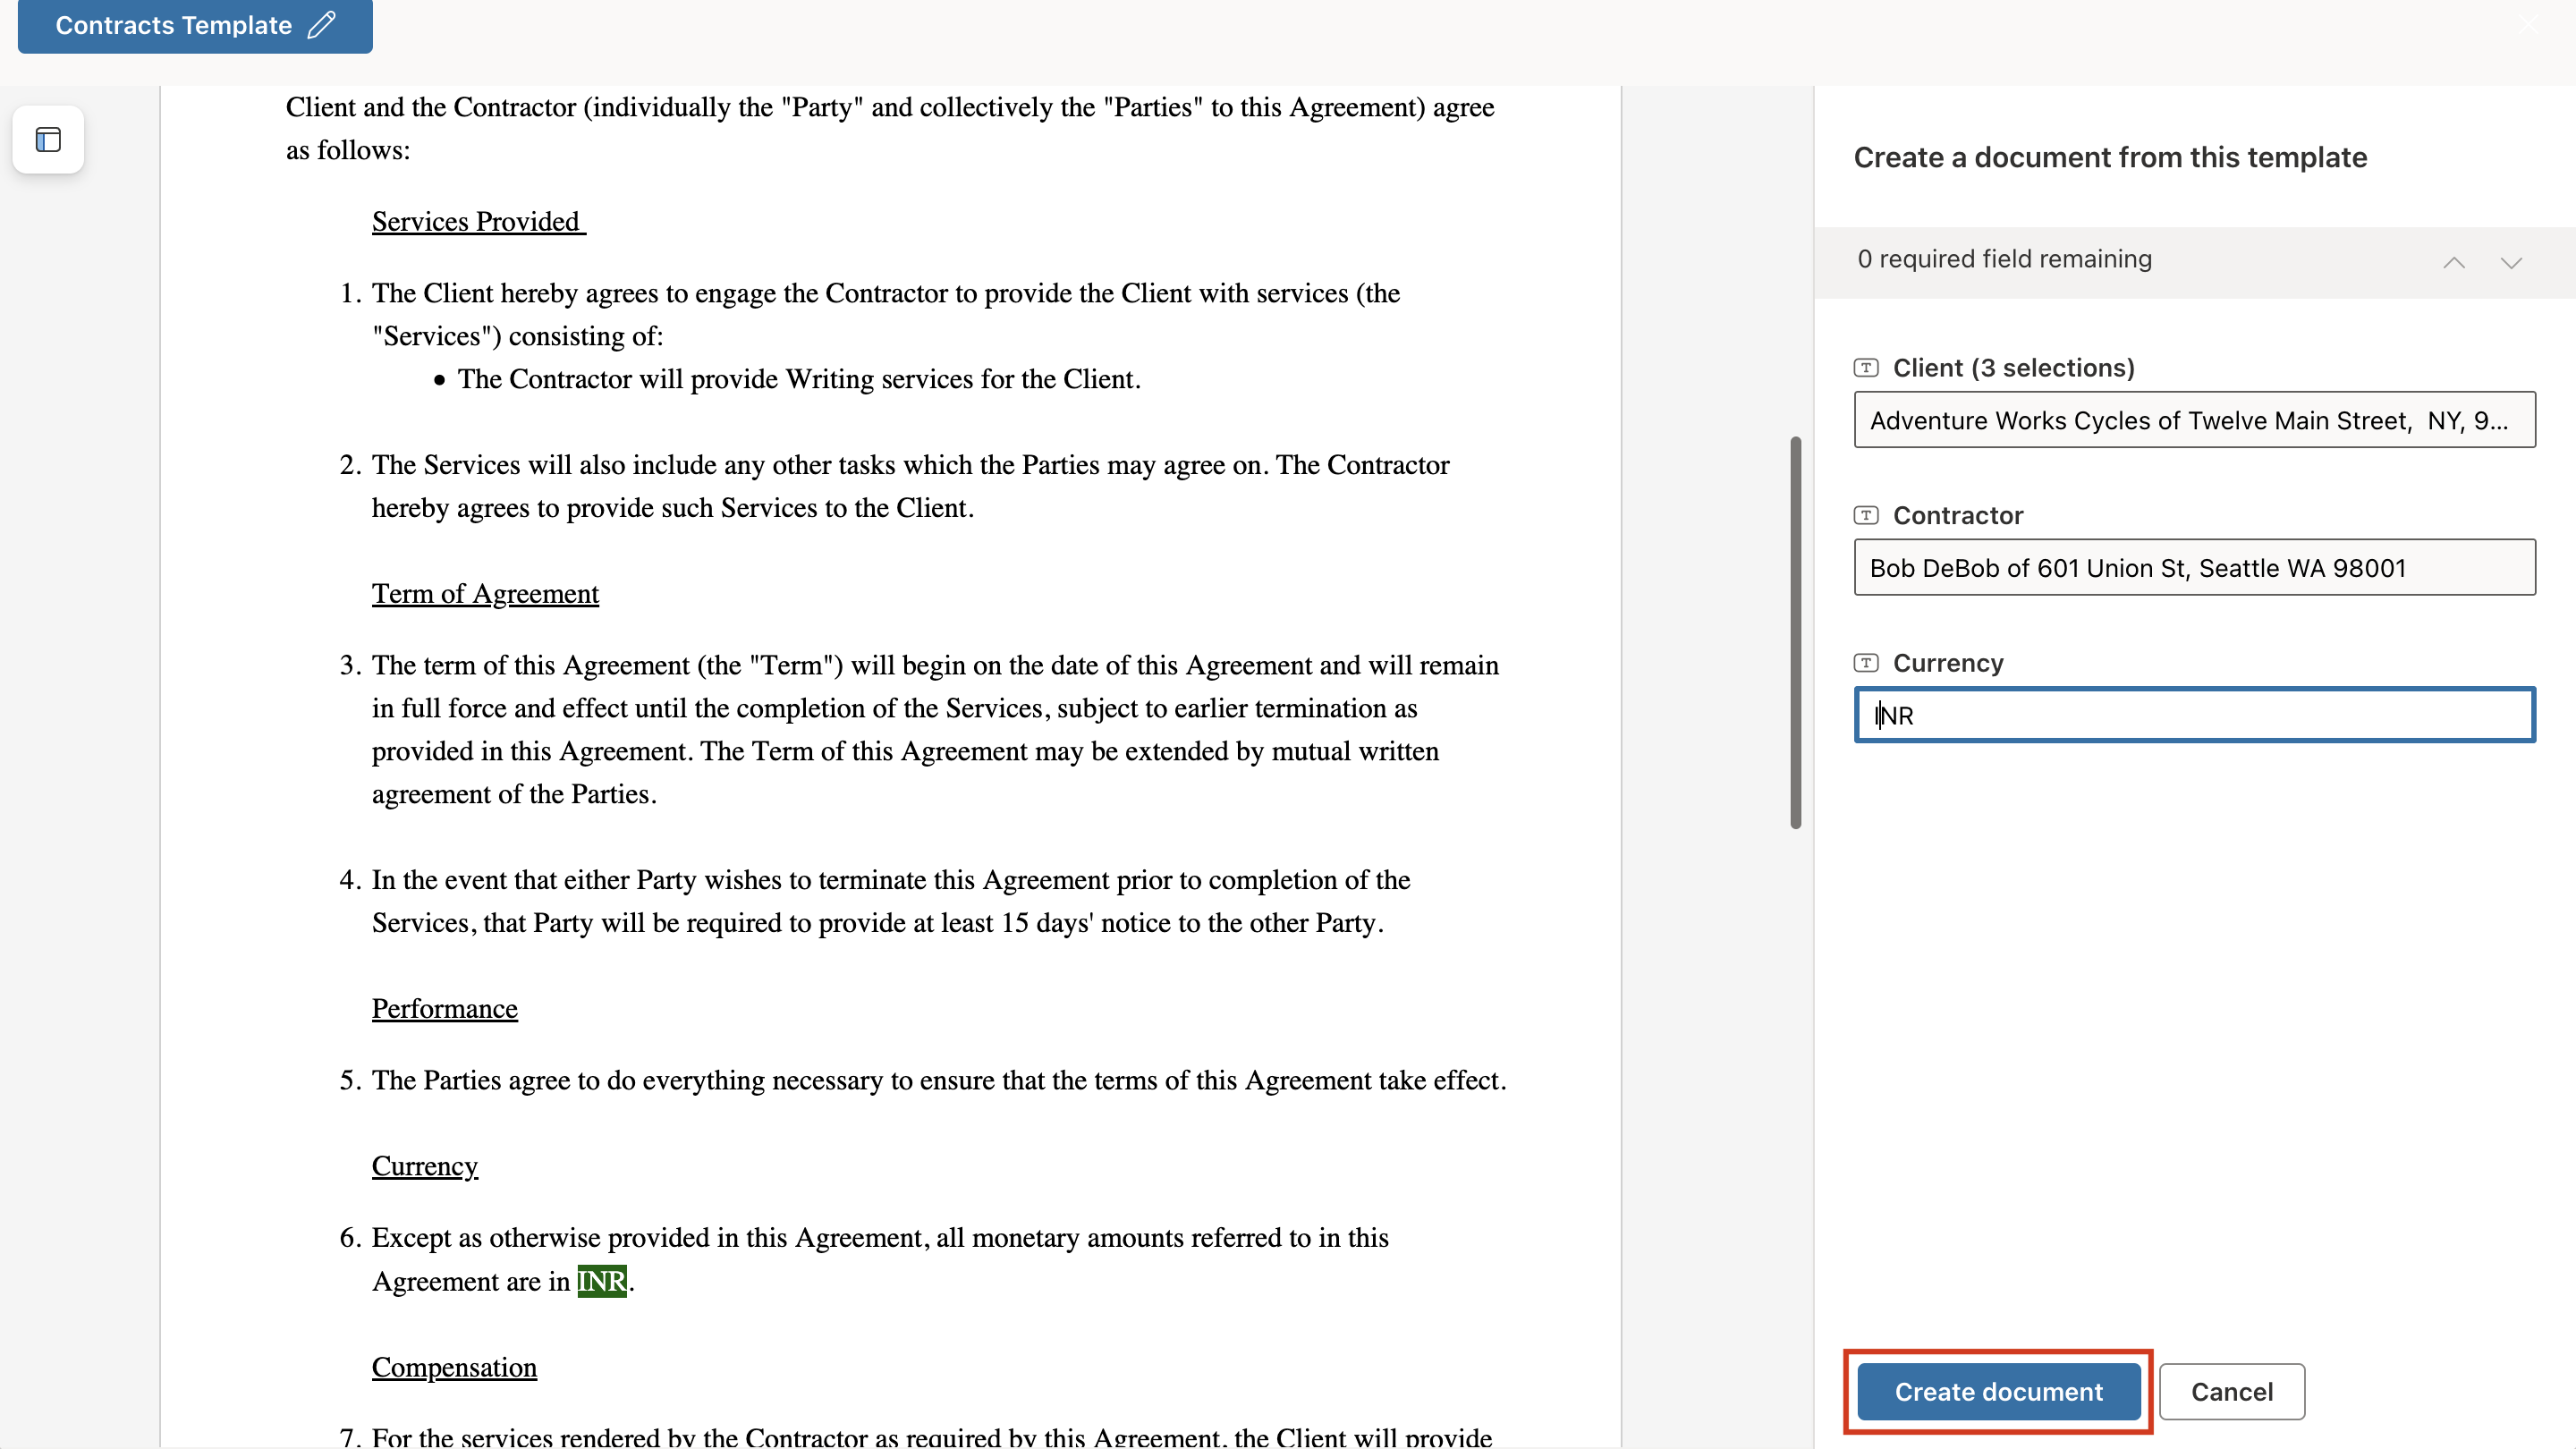 Contracts Template
Client and the Contractor (individually the "Party" and collectively the "Parties" to this Agreement) agree
as follows:
Services Provided
1. The Client hereby agrees to engage the Contractor to provide the Client with services (the
"Services") consisting of:
• The Contractor will provide Writing services for the Client.
2. The Services will also include any other tasks which the Parties may agree on. The Contractor
hereby agrees to provide such Services to the Client.
Term of Agreement
3. The term of this Agreement (the "Term") will begin on the date of this Agreement and will remain
in full force and effect until the completion of the Services, subject to earlier termination as
provided in this Agreement. The Term of this Agreement may be extended by mutual written
agreement of the Parties.
4. In the event that either Party wishes to terminate this Agreement prior to completion of the
Services, that Party will be required to provide at least 15 days' notice to the other Party.
Performance
5. The Parties agree to do everything necessary to ensure that the terms of this Agreement take effect.
Currency
6. Except as otherwise provided in this Agreement, all monetary amounts referred to in this
Agreement are in INR.
Compensation
7. For the services rendered by the Contractor as required by this Agreement, the Client will provide
Create a document from this template
0 required field remaining
Client (3 selections)
Adventure Works Cycles of Twelve Main Street,  NY, 9...
Contractor
Bob DeBob of 601 Union St, Seattle WA 98001
Currency
INR
Create document
Cancel